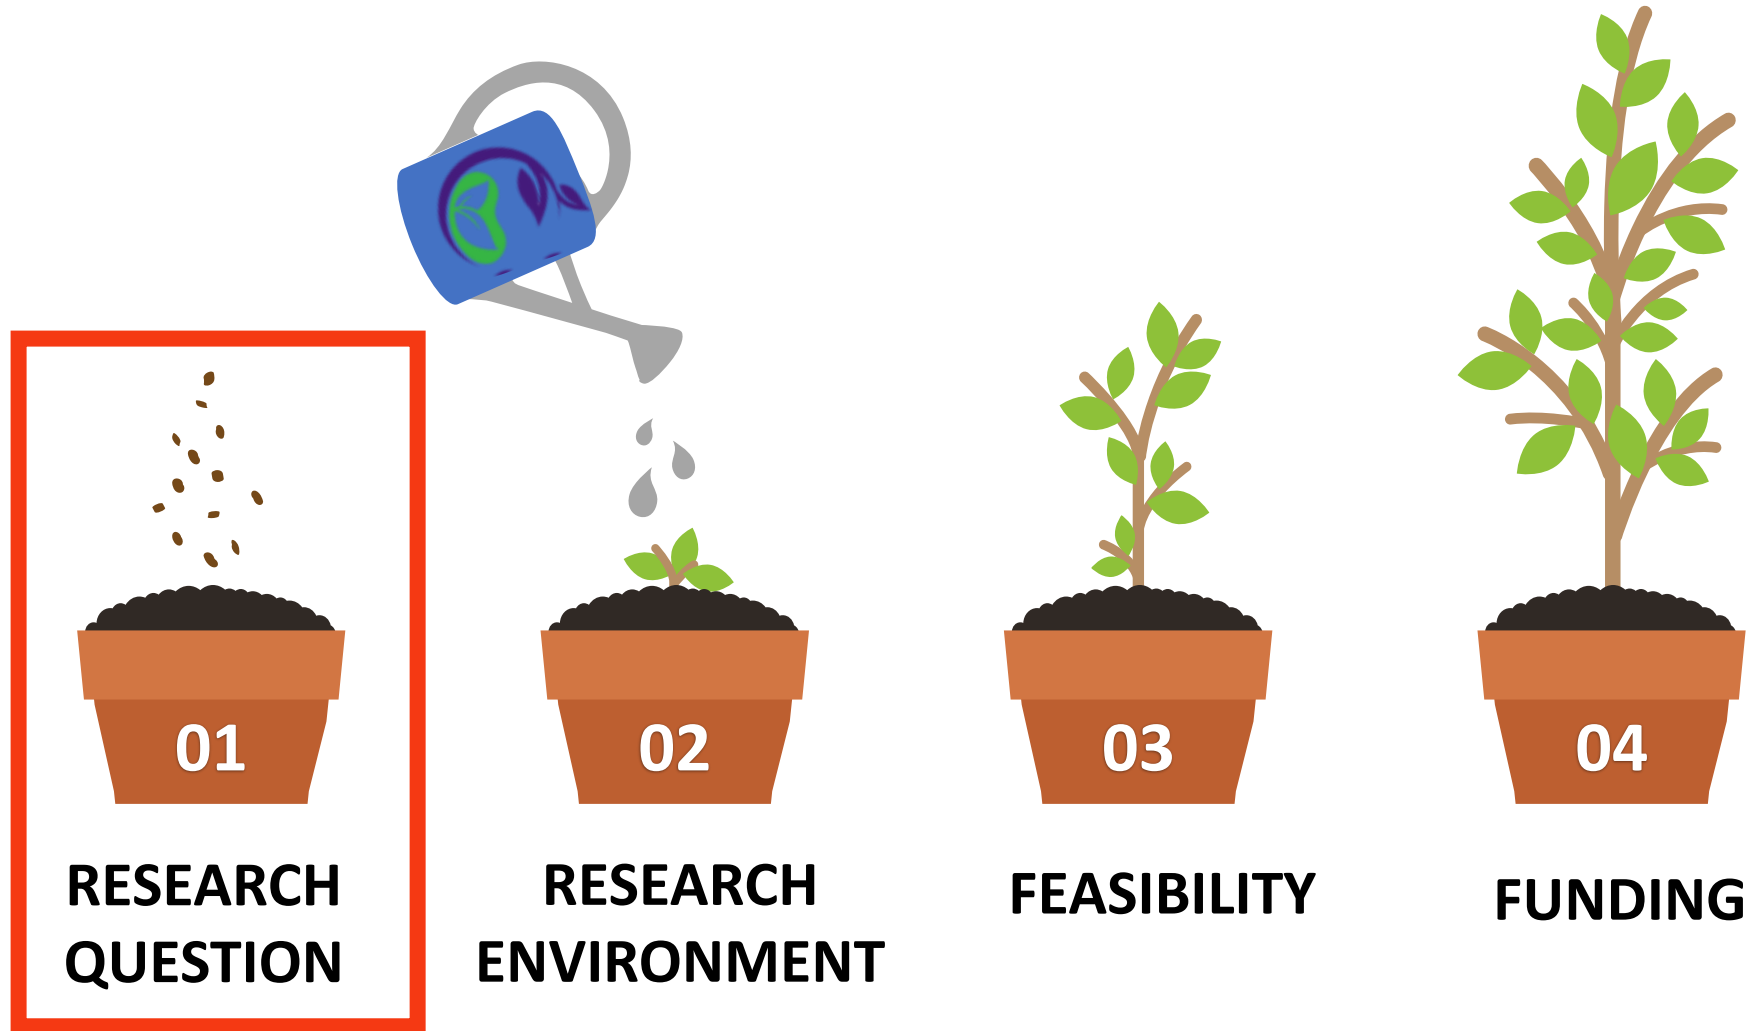 01
RESEARCH
QUESTION
02
RESEARCH
ENVIRONMENT
03
FEASIBILITY
04
FUNDING